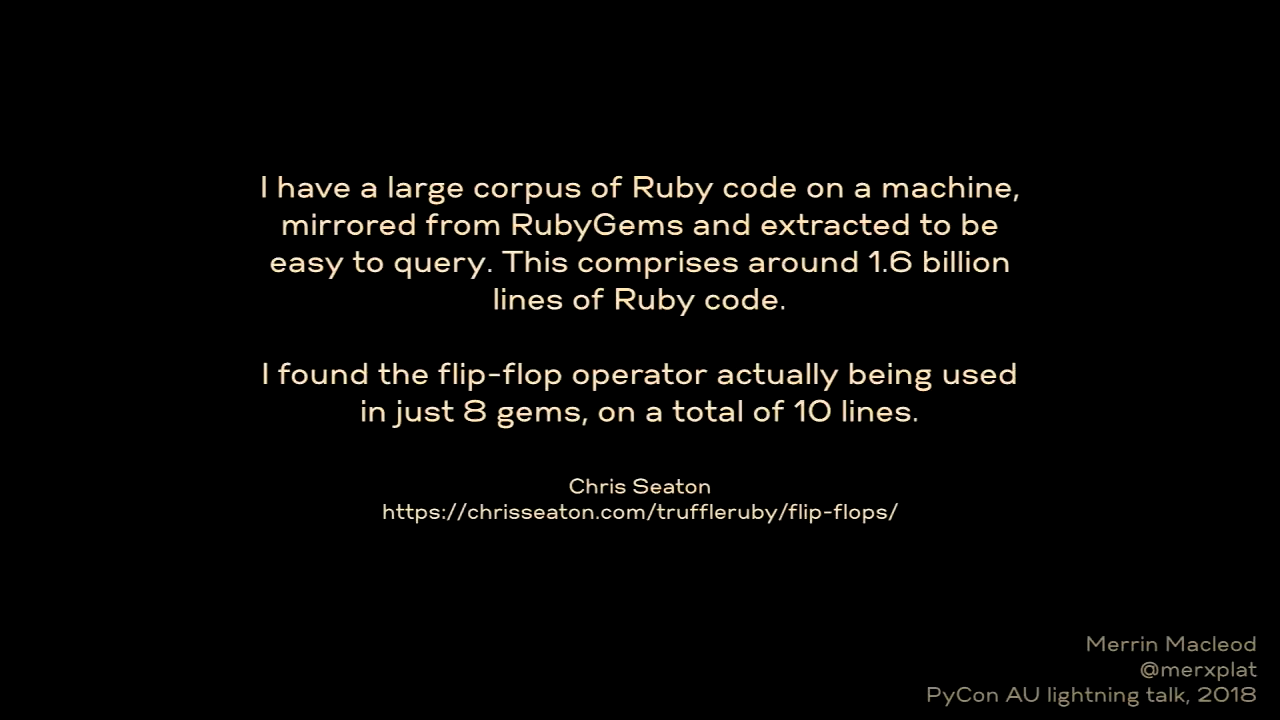 I have a large corpus of Ruby code on a machine,
mirrored from RubyGems and extracted to be
easy to query. This comprises around 1.6 billion
lines of Ruby code.
I found the flip-flop operator actually being used
in just 8 gems, on a total of 10 lines.
Chris Seaton
https://chrisseaton.com/truffleruby/flip-flops/
Merrin Macleod
@merxplat
PyCon AU lightning talk, 2018